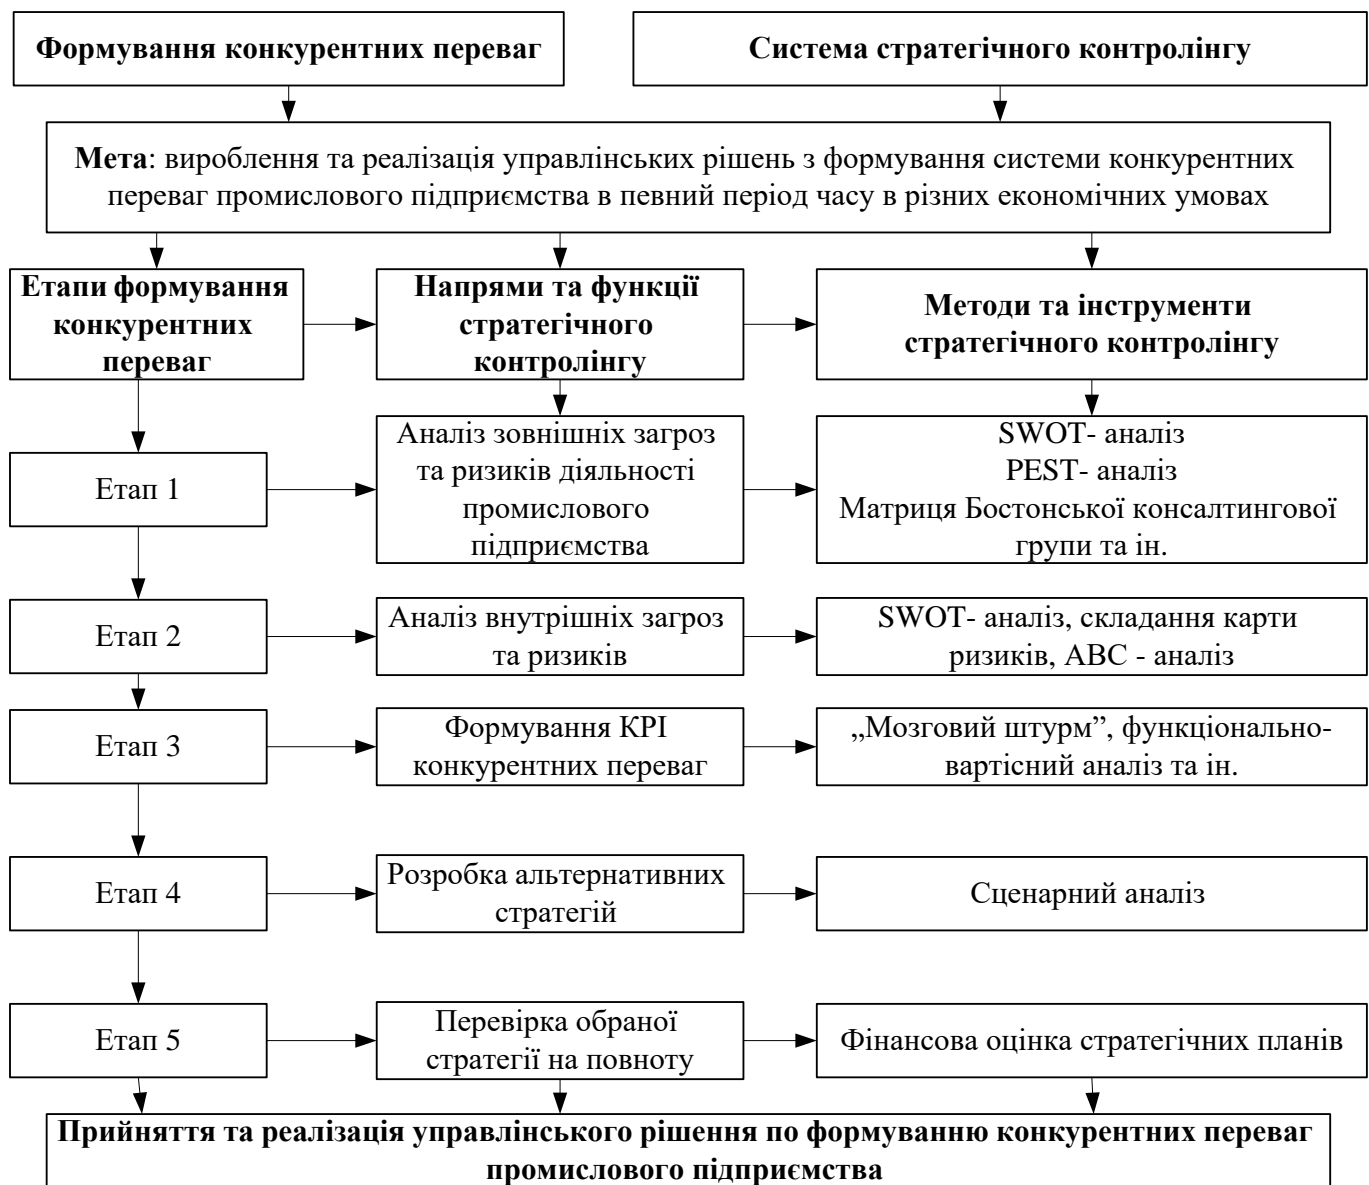 Формування конкурентних переваг
Система стратегічного контролінгу
Мета: вироблення та реалізація управлінських рішень з формування системи конкурентних
переваг промислового підприємства в певний період часу в різних економічних умовах
Етапи формування
конкурентних
переваг
Напрями та функції
стратегічного
контролінгу
Методи та інструменти
стратегічного контролінгу
Етап 1
Аналіз зовнішніх загроз
та ризиків діяльності
промислового
підприємства
SWOT- аналіз
PEST- аналіз
Матриця Бостонської консалтингової
групи та ін.
Етап 2
Аналіз внутрішніх загроз
та ризиків
SWOT- аналіз, складання карти
ризиків, АВС - аналіз
Етап 3
Формування KPI
конкурентних переваг
„Мозговий штурм”, функціонально-
вартісний аналіз та ін.
Етап 4
Розробка альтернативних
стратегій
Сценарний аналіз
Етап 5
Перевірка обраної
стратегії на повноту
Фінансова оцінка стратегічних планів
Прийняття та реалізація управлінського рішення по формуванню конкурентних переваг
промислового підприємства